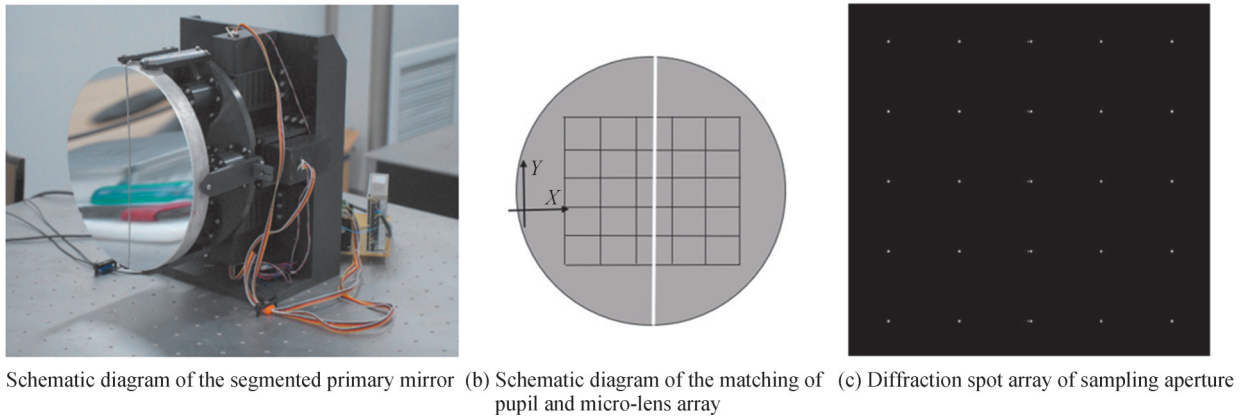 Y
X
Schematic diagram of the segmented primary mirror
(b) Schematic diagram of the matching of
pupil and micro-lens array
(c) Diffraction spot array of sampling aperture